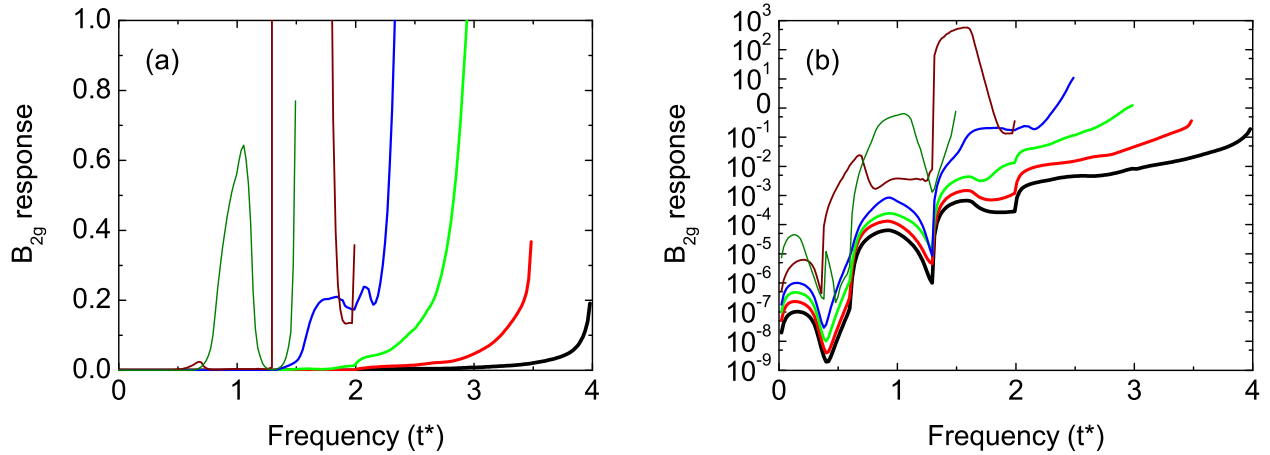 (a)
1.0
0.8
0.6
0.4
0.2
0.0
B2g response
0 1 2 3 4
Frequency (t*)
(b)
10^3
10^2
10^1
0
10^-1
10^-2
10^-3
10^-4
10^-5
10^-6
10^-7
10^-8
10^-9
B2g response
0 1 2 3 4
Frequency (t*)